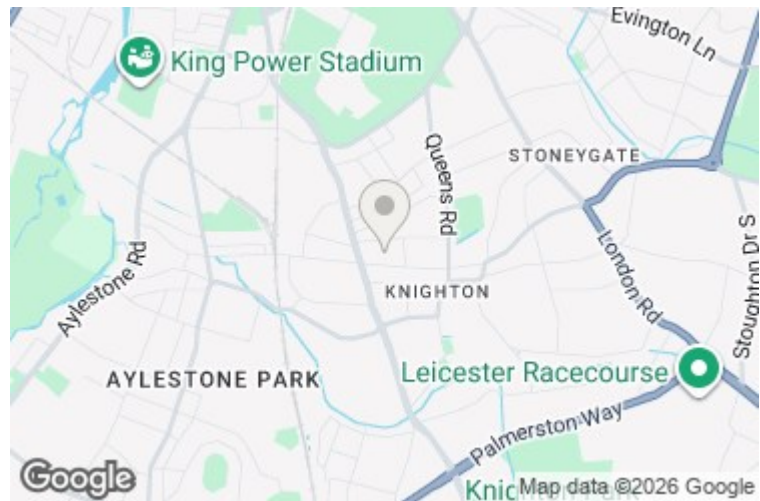 Evington Ln
King Power Stadium
Queens Rd
STONEYGATE
Aylestone Rd
London Rd
Stoughton Dr S
KNIGHTON
AYLESTONE PARK
Leicester Racecourse
Palmerston Way
Google
Map data ©2026 Google